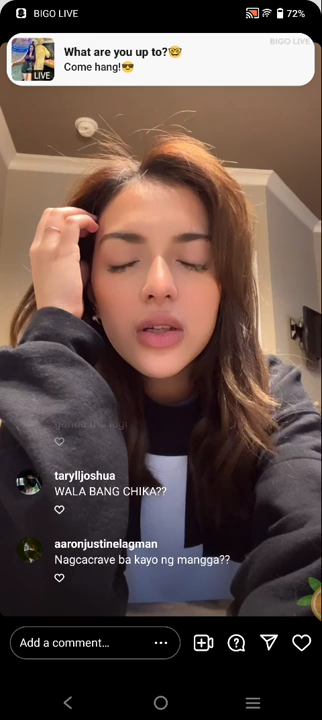 BIGO LIVE
72%
BIGO LIVE
What are you up to?🤓
Come hang!😎
LIVE
tarylljoshua
WALA BANG CHIKA??
aaronjustinelagman
Nagcacrave ba kayo ng mangga??
Add a comment...